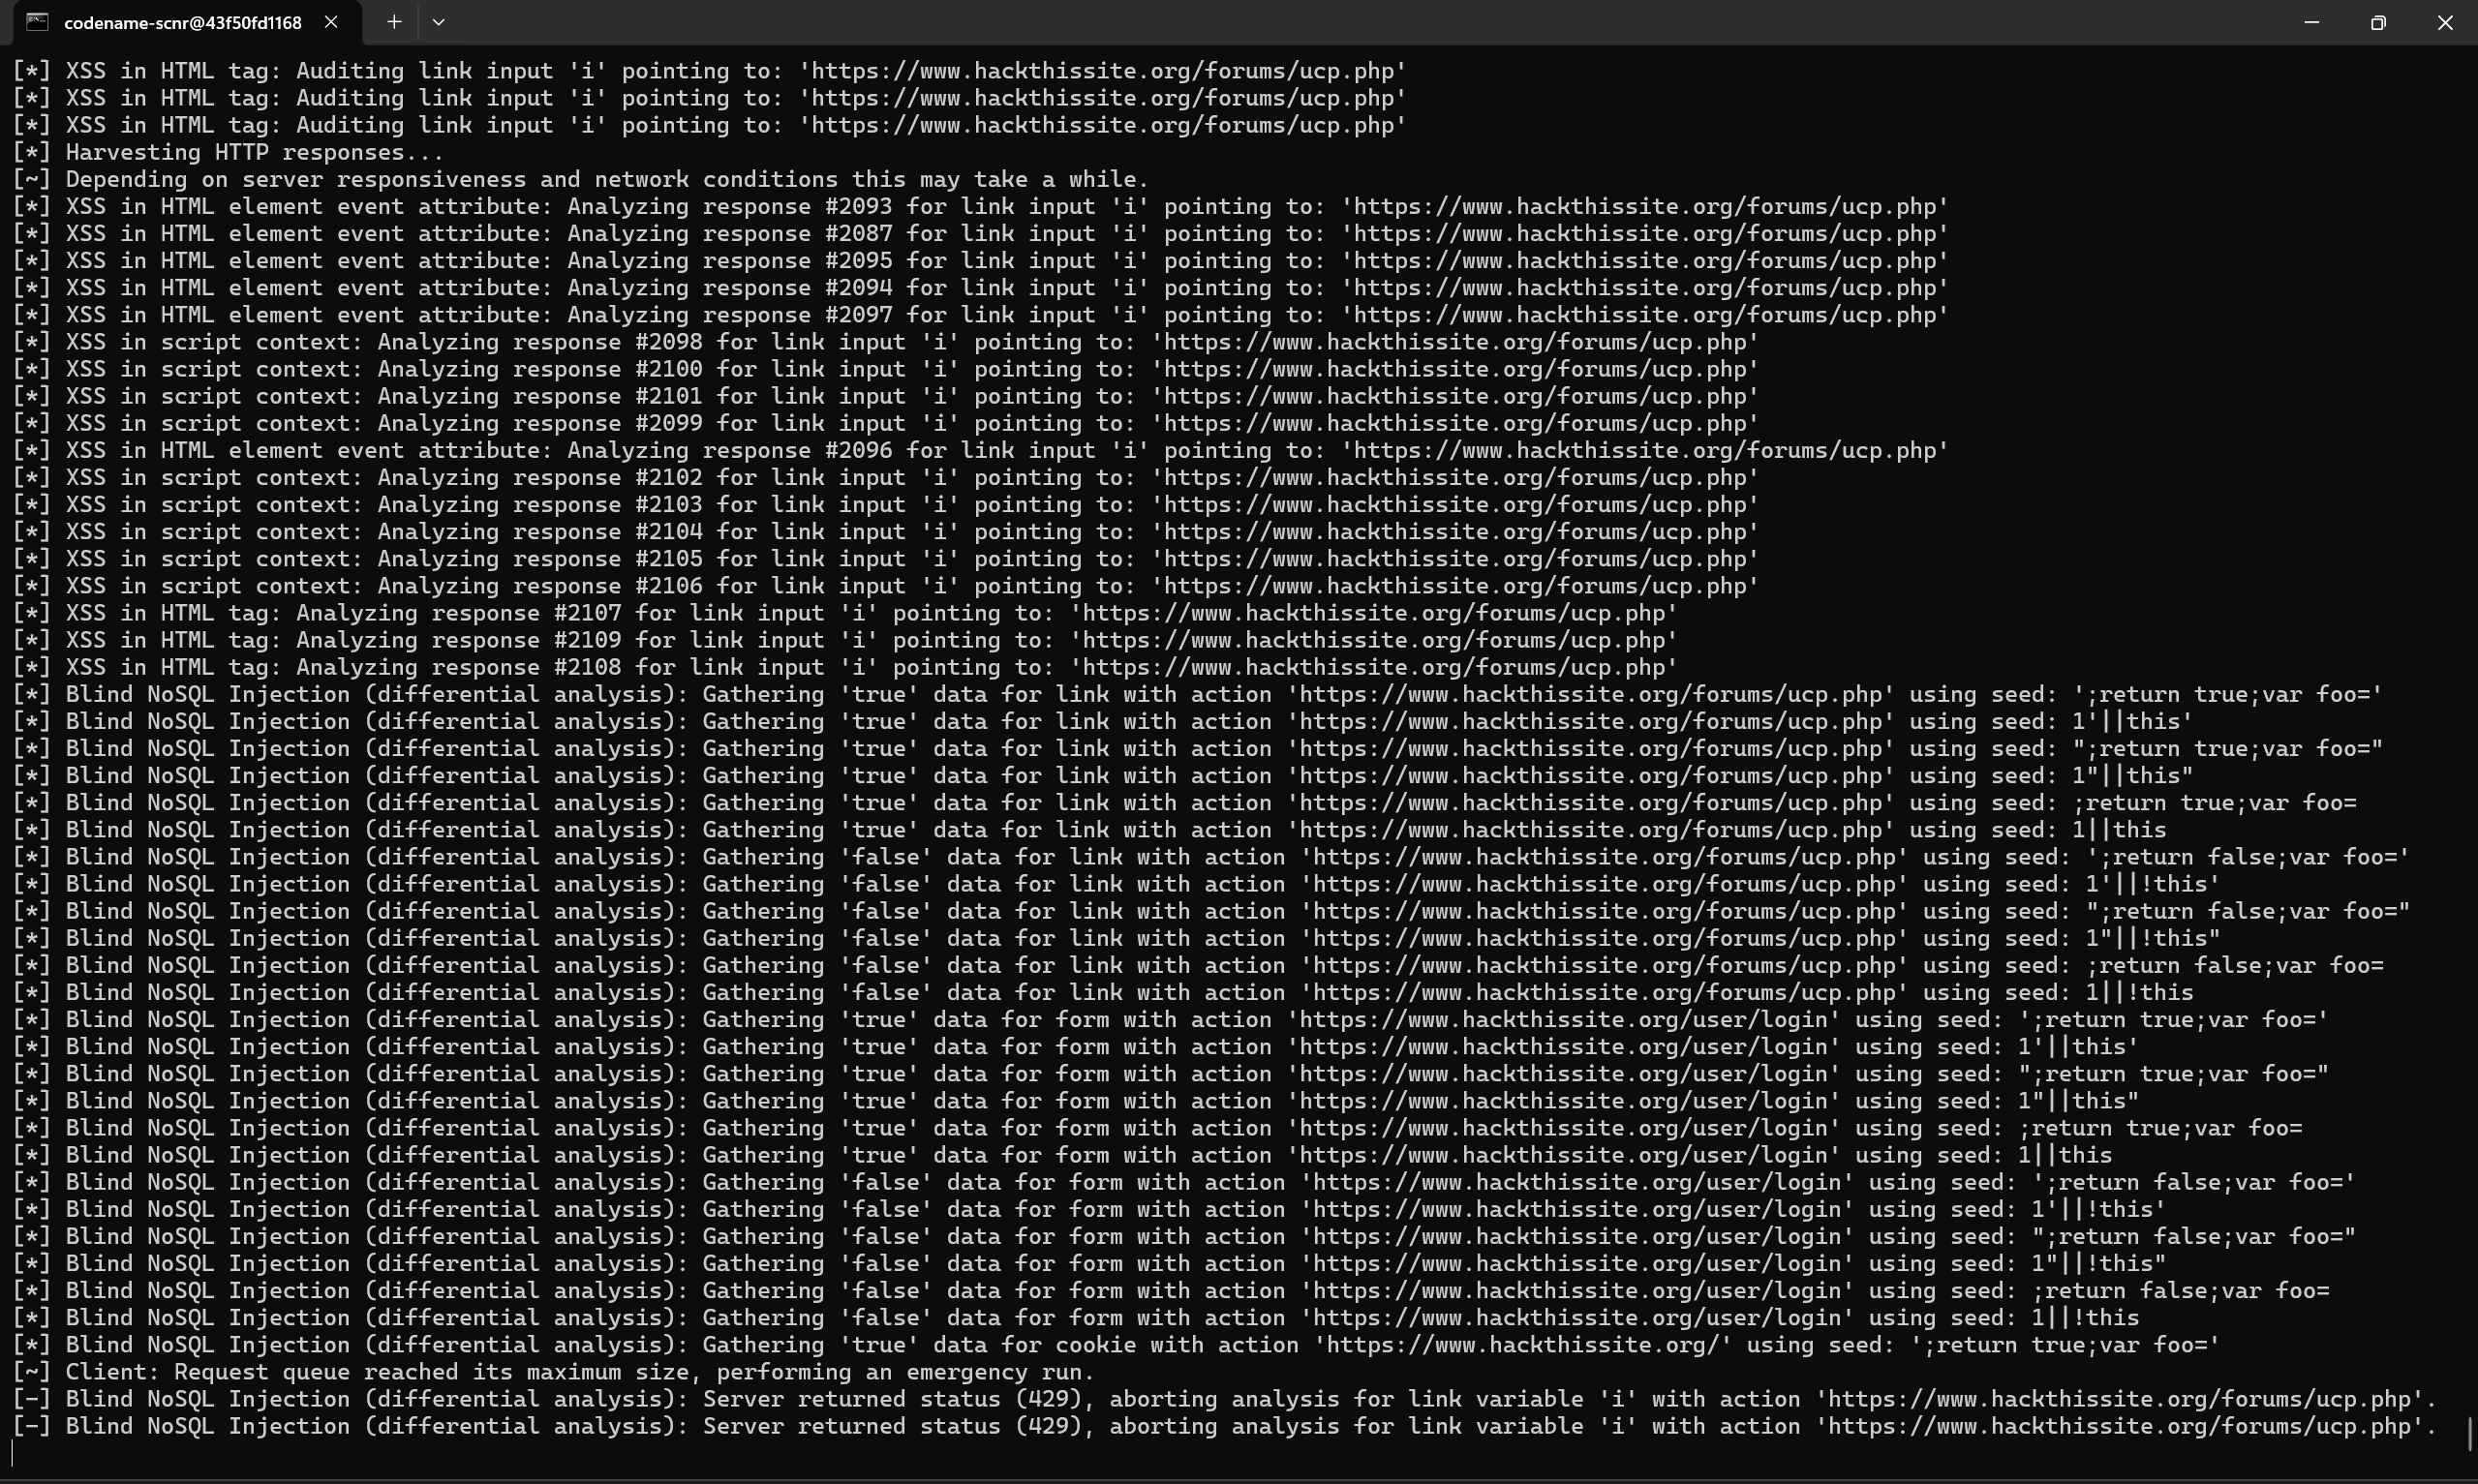 codename-scnr@43f50fd1168
[*] XSS in HTML tag: Auditing link input 'i' pointing to: 'https://www.hackthissite.org/forums/ucp.php'
[*] XSS in HTML tag: Auditing link input 'i' pointing to: 'https://www.hackthissite.org/forums/ucp.php'
[*] XSS in HTML tag: Auditing link input 'i' pointing to: 'https://www.hackthissite.org/forums/ucp.php'
[*] Harvesting HTTP responses...
[~] Depending on server responsiveness and network conditions this may take a while.
[*] XSS in HTML element event attribute: Analyzing response #2093 for link input 'i' pointing to: 'https://www.hackthissite.org/forums/ucp.php'
[*] XSS in HTML element event attribute: Analyzing response #2087 for link input 'i' pointing to: 'https://www.hackthissite.org/forums/ucp.php'
[*] XSS in HTML element event attribute: Analyzing response #2095 for link input 'i' pointing to: 'https://www.hackthissite.org/forums/ucp.php'
[*] XSS in HTML element event attribute: Analyzing response #2094 for link input 'i' pointing to: 'https://www.hackthissite.org/forums/ucp.php'
[*] XSS in HTML element event attribute: Analyzing response #2097 for link input 'i' pointing to: 'https://www.hackthissite.org/forums/ucp.php'
[*] XSS in script context: Analyzing response #2098 for link input 'i' pointing to: 'https://www.hackthissite.org/forums/ucp.php'
[*] XSS in script context: Analyzing response #2100 for link input 'i' pointing to: 'https://www.hackthissite.org/forums/ucp.php'
[*] XSS in script context: Analyzing response #2101 for link input 'i' pointing to: 'https://www.hackthissite.org/forums/ucp.php'
[*] XSS in script context: Analyzing response #2099 for link input 'i' pointing to: 'https://www.hackthissite.org/forums/ucp.php'
[*] XSS in HTML element event attribute: Analyzing response #2096 for link input 'i' pointing to: 'https://www.hackthissite.org/forums/ucp.php'
[*] XSS in script context: Analyzing response #2102 for link input 'i' pointing to: 'https://www.hackthissite.org/forums/ucp.php'
[*] XSS in script context: Analyzing response #2103 for link input 'i' pointing to: 'https://www.hackthissite.org/forums/ucp.php'
[*] XSS in script context: Analyzing response #2104 for link input 'i' pointing to: 'https://www.hackthissite.org/forums/ucp.php'
[*] XSS in script context: Analyzing response #2105 for link input 'i' pointing to: 'https://www.hackthissite.org/forums/ucp.php'
[*] XSS in script context: Analyzing response #2106 for link input 'i' pointing to: 'https://www.hackthissite.org/forums/ucp.php'
[*] XSS in HTML tag: Analyzing response #2107 for link input 'i' pointing to: 'https://www.hackthissite.org/forums/ucp.php'
[*] XSS in HTML tag: Analyzing response #2109 for link input 'i' pointing to: 'https://www.hackthissite.org/forums/ucp.php'
[*] XSS in HTML tag: Analyzing response #2108 for link input 'i' pointing to: 'https://www.hackthissite.org/forums/ucp.php'
[*] Blind NoSQL Injection (differential analysis): Gathering 'true' data for link with action 'https://www.hackthissite.org/forums/ucp.php' using seed: ';return true;var foo='
[*] Blind NoSQL Injection (differential analysis): Gathering 'true' data for link with action 'https://www.hackthissite.org/forums/ucp.php' using seed: 1'||this'
[*] Blind NoSQL Injection (differential analysis): Gathering 'true' data for link with action 'https://www.hackthissite.org/forums/ucp.php' using seed: ";return true;var foo="
[*] Blind NoSQL Injection (differential analysis): Gathering 'true' data for link with action 'https://www.hackthissite.org/forums/ucp.php' using seed: 1"||this"
[*] Blind NoSQL Injection (differential analysis): Gathering 'true' data for link with action 'https://www.hackthissite.org/forums/ucp.php' using seed: ;return true;var foo=
[*] Blind NoSQL Injection (differential analysis): Gathering 'true' data for link with action 'https://www.hackthissite.org/forums/ucp.php' using seed: 1||this
[*] Blind NoSQL Injection (differential analysis): Gathering 'false' data for link with action 'https://www.hackthissite.org/forums/ucp.php' using seed: ';return false;var foo='
[*] Blind NoSQL Injection (differential analysis): Gathering 'false' data for link with action 'https://www.hackthissite.org/forums/ucp.php' using seed: 1'||!this'
[*] Blind NoSQL Injection (differential analysis): Gathering 'false' data for link with action 'https://www.hackthissite.org/forums/ucp.php' using seed: ";return false;var foo="
[*] Blind NoSQL Injection (differential analysis): Gathering 'false' data for link with action 'https://www.hackthissite.org/forums/ucp.php' using seed: 1"||!this"
[*] Blind NoSQL Injection (differential analysis): Gathering 'false' data for link with action 'https://www.hackthissite.org/forums/ucp.php' using seed: ;return false;var foo=
[*] Blind NoSQL Injection (differential analysis): Gathering 'false' data for link with action 'https://www.hackthissite.org/forums/ucp.php' using seed: 1||!this
[*] Blind NoSQL Injection (differential analysis): Gathering 'true' data for form with action 'https://www.hackthissite.org/user/login' using seed: ';return true;var foo='
[*] Blind NoSQL Injection (differential analysis): Gathering 'true' data for form with action 'https://www.hackthissite.org/user/login' using seed: 1'||this'
[*] Blind NoSQL Injection (differential analysis): Gathering 'true' data for form with action 'https://www.hackthissite.org/user/login' using seed: ";return true;var foo="
[*] Blind NoSQL Injection (differential analysis): Gathering 'true' data for form with action 'https://www.hackthissite.org/user/login' using seed: 1"||this"
[*] Blind NoSQL Injection (differential analysis): Gathering 'true' data for form with action 'https://www.hackthissite.org/user/login' using seed: ;return true;var foo=
[*] Blind NoSQL Injection (differential analysis): Gathering 'true' data for form with action 'https://www.hackthissite.org/user/login' using seed: 1||this
[*] Blind NoSQL Injection (differential analysis): Gathering 'false' data for form with action 'https://www.hackthissite.org/user/login' using seed: ';return false;var foo='
[*] Blind NoSQL Injection (differential analysis): Gathering 'false' data for form with action 'https://www.hackthissite.org/user/login' using seed: 1'||!this'
[*] Blind NoSQL Injection (differential analysis): Gathering 'false' data for form with action 'https://www.hackthissite.org/user/login' using seed: ";return false;var foo="
[*] Blind NoSQL Injection (differential analysis): Gathering 'false' data for form with action 'https://www.hackthissite.org/user/login' using seed: 1"||!this"
[*] Blind NoSQL Injection (differential analysis): Gathering 'false' data for form with action 'https://www.hackthissite.org/user/login' using seed: ;return false;var foo=
[*] Blind NoSQL Injection (differential analysis): Gathering 'false' data for form with action 'https://www.hackthissite.org/user/login' using seed: 1||!this
[*] Blind NoSQL Injection (differential analysis): Gathering 'true' data for cookie with action 'https://www.hackthissite.org/' using seed: ';return true;var foo='
[~] Client: Request queue reached its maximum size, performing an emergency run.
[-] Blind NoSQL Injection (differential analysis): Server returned status (429), aborting analysis for link variable 'i' with action 'https://www.hackthissite.org/forums/ucp.php'.
[-] Blind NoSQL Injection (differential analysis): Server returned status (429), aborting analysis for link variable 'i' with action 'https://www.hackthissite.org/forums/ucp.php'.